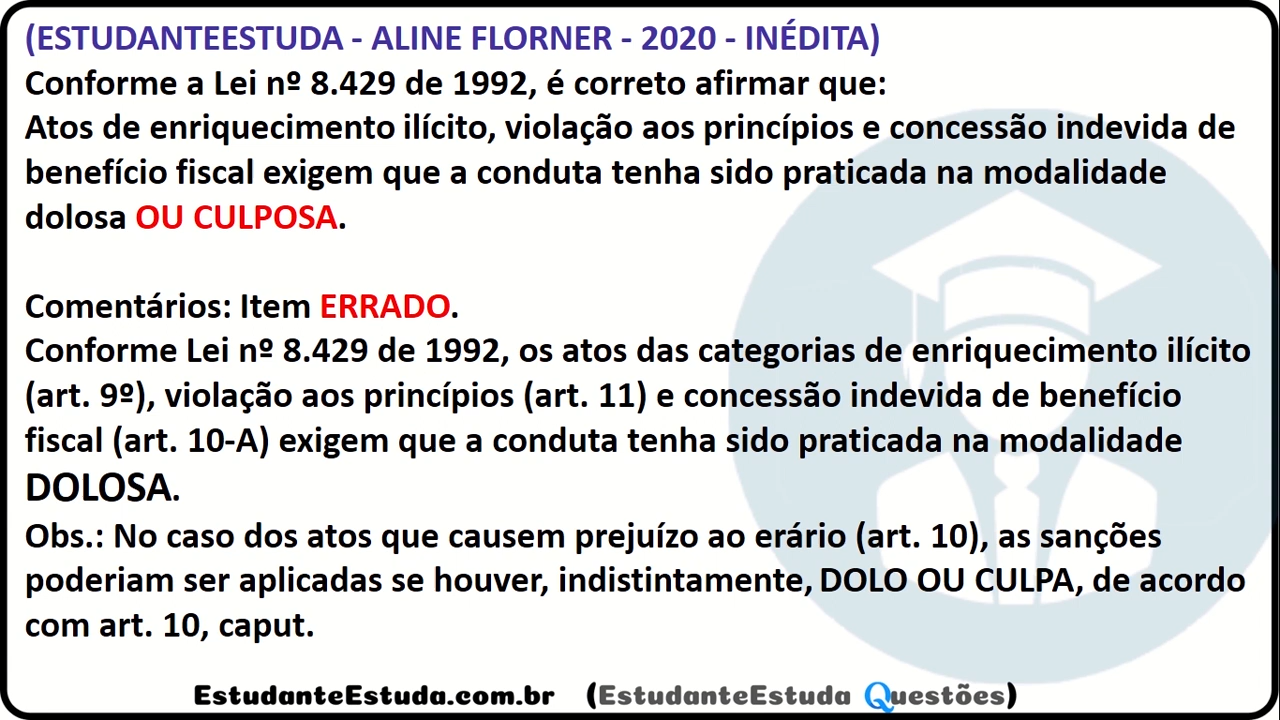 (ESTUDANTEESTUDA - ALINE FLORNER - 2020 - INÉDITA)
Conforme a Lei nº 8.429 de 1992, é correto afirmar que:
Atos de enriquecimento ilícito, violação aos princípios e concessão indevida de
benefício fiscal exigem que a conduta tenha sido praticada na modalidade
dolosa OU CULPOSA.
Comentários: Item ERRADO.
Conforme Lei nº 8.429 de 1992, os atos das categorias de enriquecimento ilícito
(art. 9º), violação aos princípios (art. 11) e concessão indevida de benefício
fiscal (art. 10-A) exigem que a conduta tenha sido praticada na modalidade
DOLOSA.
Obs.: No caso dos atos que causem prejuízo ao erário (art. 10), as sanções
poderiam ser aplicadas se houver, indistintamente, DOLO OU CULPA, de acordo
com art. 10, caput.
EstudanteEstuda.com.br (EstudanteEstuda Questões)